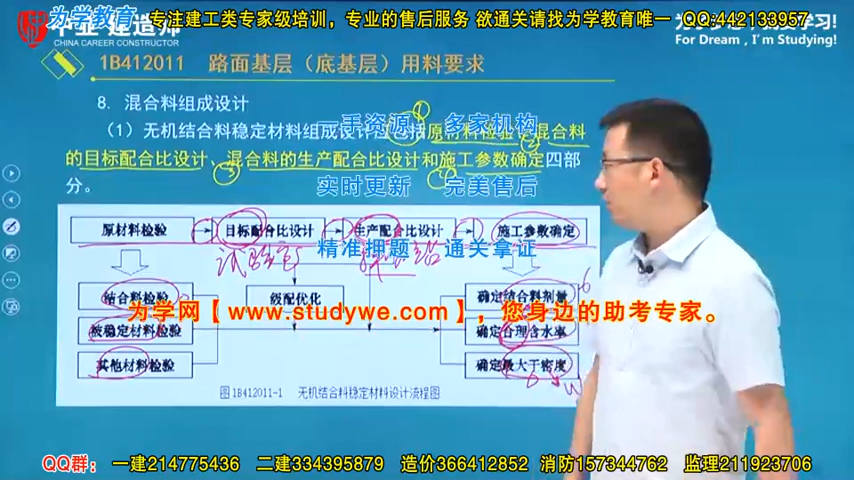 为学教育 专注建工类专家级培训，专业的售后服务 欲通关请找为学教育唯一 QQ:442133957
CHINA CAREER CONSTRUCTOR
For Dream , I'm Studying!
1B412011 路面基层（底基层）用料要求
8. 混合料组成设计
一手资源 多家机构
（1）无机结合料稳定材料组成设计应包括原材料检验、混合料
的目标配合比设计、混合料的生产配合比设计和施工参数确定四部
分。
实时更新 完美售后
原材料检验 目标配合比设计 生产配合比设计 施工参数确定
精准押题 通关拿证
试验室
结合料检验 级配优化 确定结合料剂量
为学网【www.studywe.com】，您身边的助考专家。
被稳定材料检验 确定合理含水率
其他材料检验 确定最大干密度
图1B412011-1 无机结合料稳定材料设计流程图
QQ群： 一建214775436 二建334395879 造价366412852 消防157344762 监理211923706